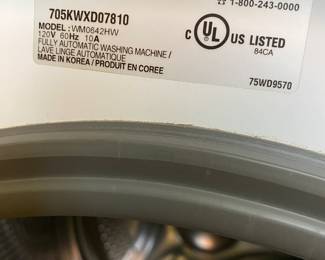 ☎ 1-800-243-0000
705KWXD07810
MODEL: WM0642HW
120V 60Hz 10A
FULLY AUTOMATIC WASHING MACHINE /
LAVE LINGE AUTOMATIQUE
MADE IN KOREA / PRODUIT EN COREE
C UL US LISTED
84CA
75WD9570